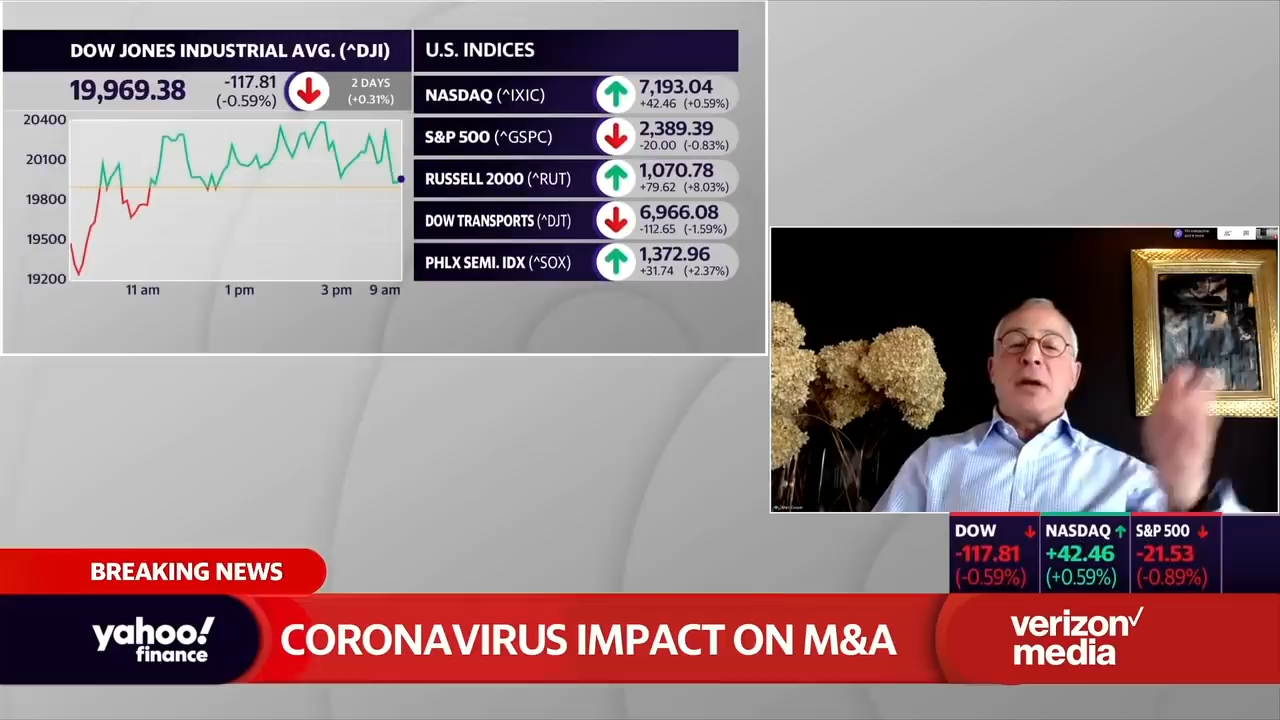 DOW JONES INDUSTRIAL AVG. (^DJI)
19,969.38
-117.81
(-0.59%)
2 DAYS
(+0.31%)
20400
20100
19800
19500
19200
11 am
1 pm
3 pm
9 am
U.S. INDICES
NASDAQ (^IXIC)
7,193.04
+42.46 (+0.59%)
S&P 500 (^GSPC)
2,389.39
-20.00 (-0.83%)
RUSSELL 2000 (^RUT)
1,070.78
+79.62 (+8.03%)
DOW TRANSPORTS (^DJT)
6,966.08
-112.65 (-1.59%)
PHLX SEMI. IDX (^SOX)
1,372.96
+31.74 (+2.37%)
DOW
-117.81
(-0.59%)
NASDAQ
+42.46
(+0.59%)
S&P 500
-21.53
(-0.89%)
BREAKING NEWS
yahoo!
finance
CORONAVIRUS IMPACT ON M&A
verizon
media